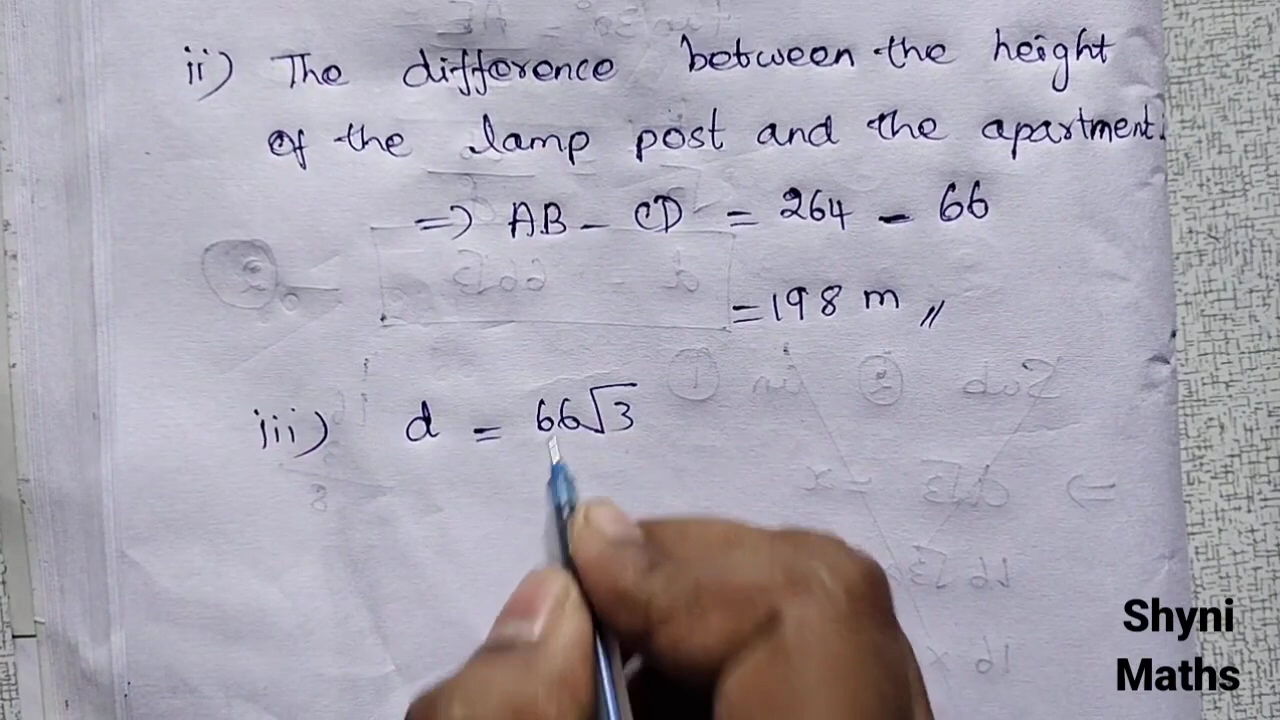 ii) The difference between the height
of the lamp post and the apartment.
=> AB - CD = 264 - 66
= 198 m //
iii) d = 66√3
Shyni
Maths